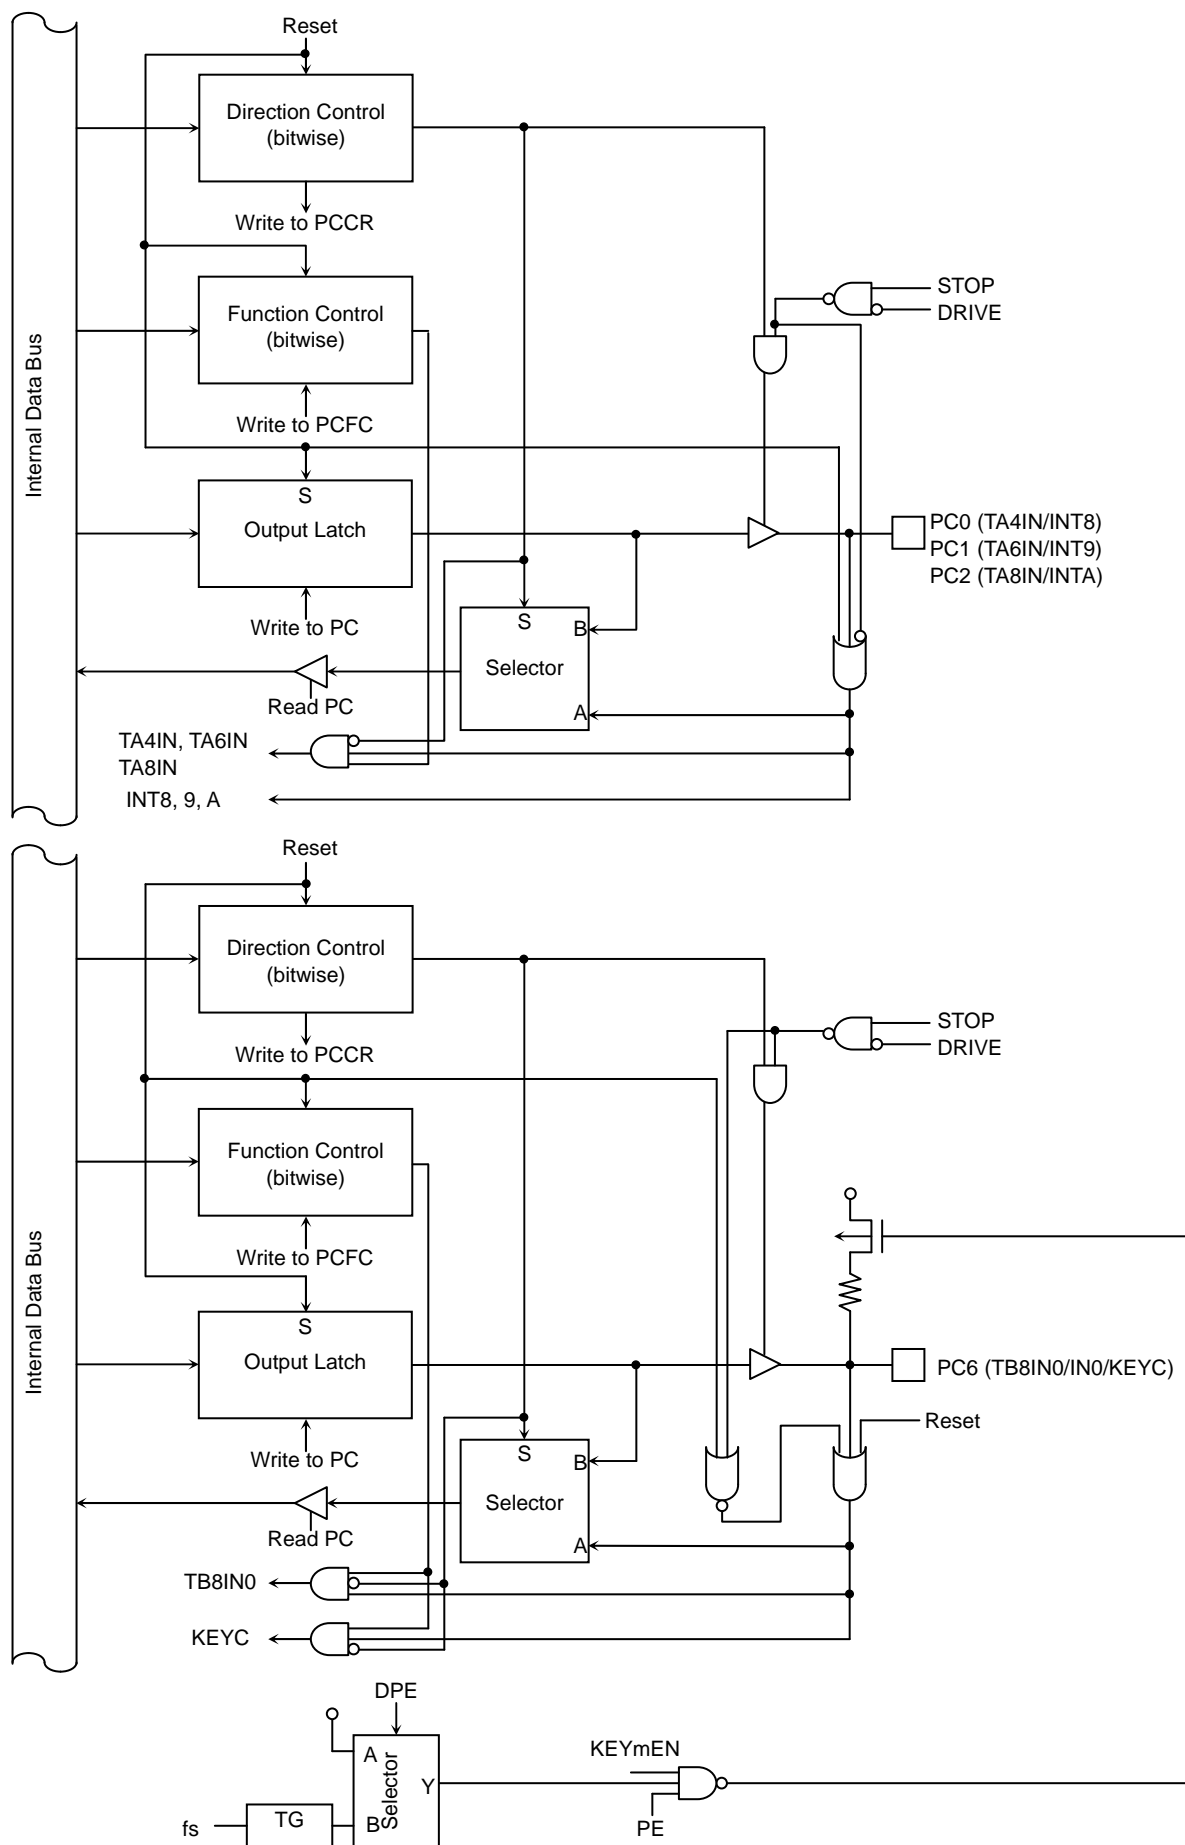 Reset
Direction Control
(bitwise)
Write to PCCR
Function Control
(bitwise)
Write to PCFC
S
Output Latch
Write to PC
Internal Data Bus
STOP
DRIVE
PC0 (TA4IN/INT8)
PC1 (TA6IN/INT9)
PC2 (TA8IN/INTA)
S
B
Selector
A
Read PC
TA4IN, TA6IN
TA8IN
INT8, 9, A
Reset
Direction Control
(bitwise)
Write to PCCR
Function Control
(bitwise)
Write to PCFC
S
Output Latch
Write to PC
Internal Data Bus
STOP
DRIVE
PC6 (TB8IN0/IN0/KEYC)
Reset
S
B
Selector
A
Read PC
TB8IN0
KEYC
DPE
A
Selector
Y
B
KEYmEN
PE
fs
TG